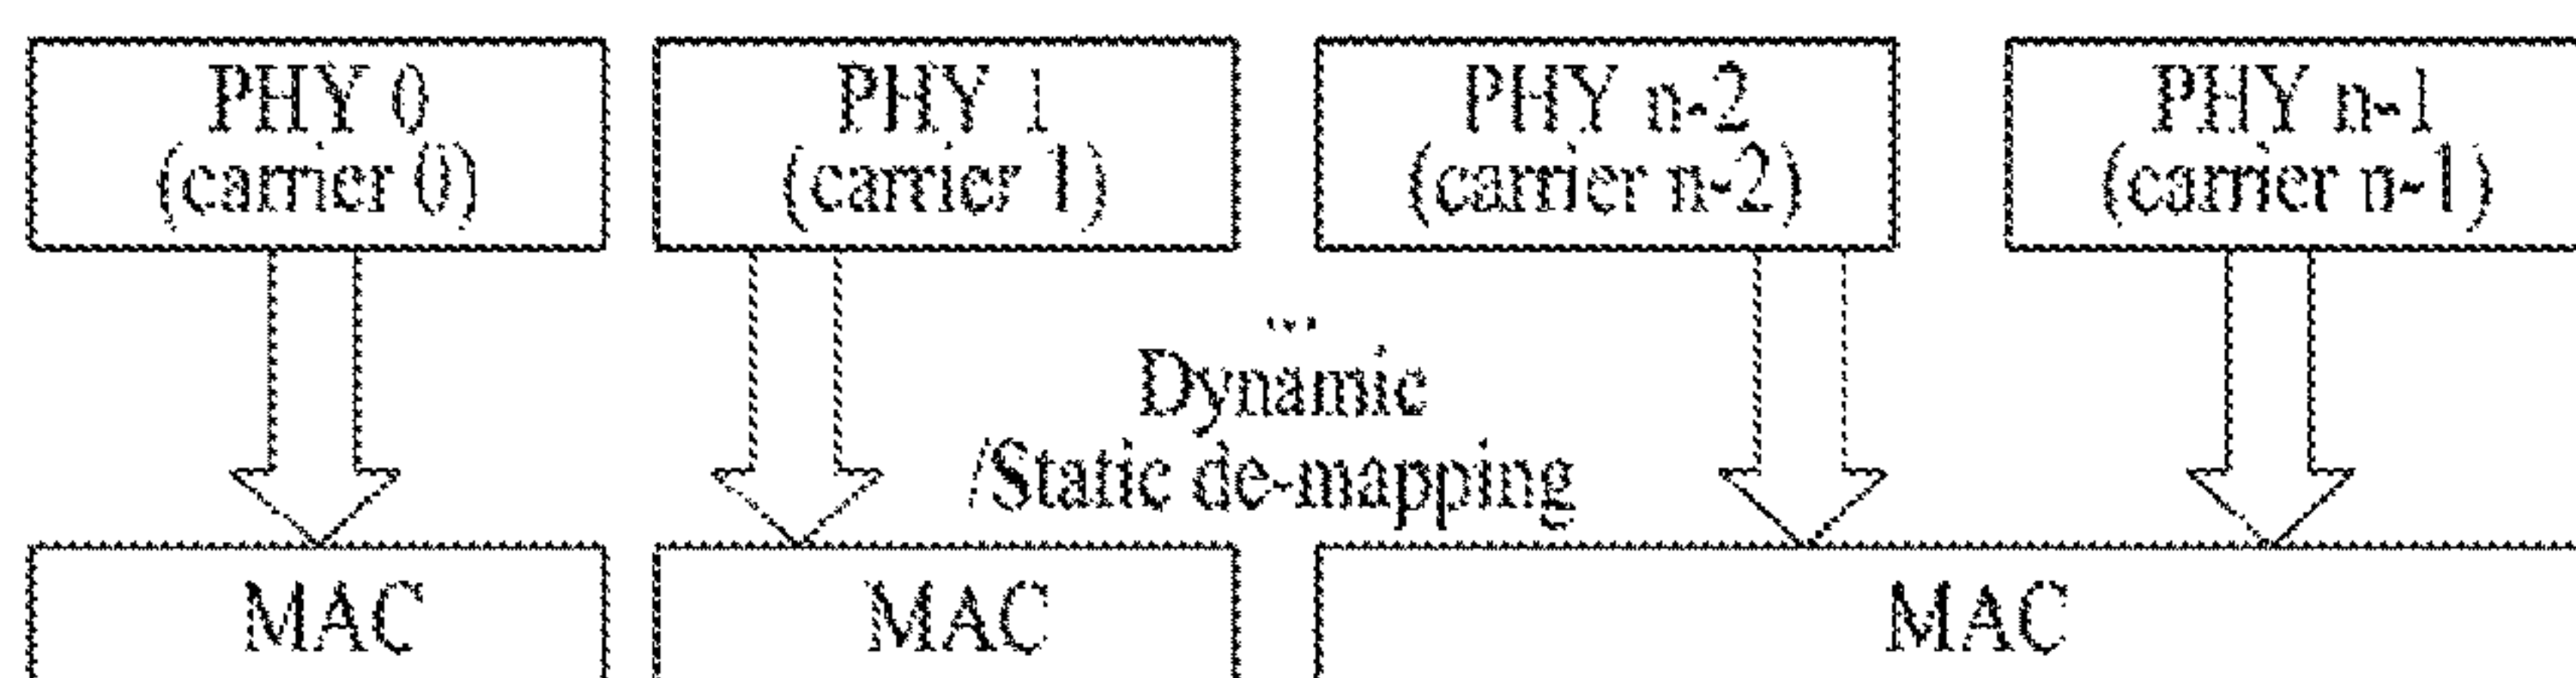 PHY 0
(carrier 0)
PHY 1
(carrier 1)
PHY n-2
(carrier n-2)
PHY n-1
(carrier n-1)
...
Dynamic
/Static de-mapping
MAC
MAC
MAC